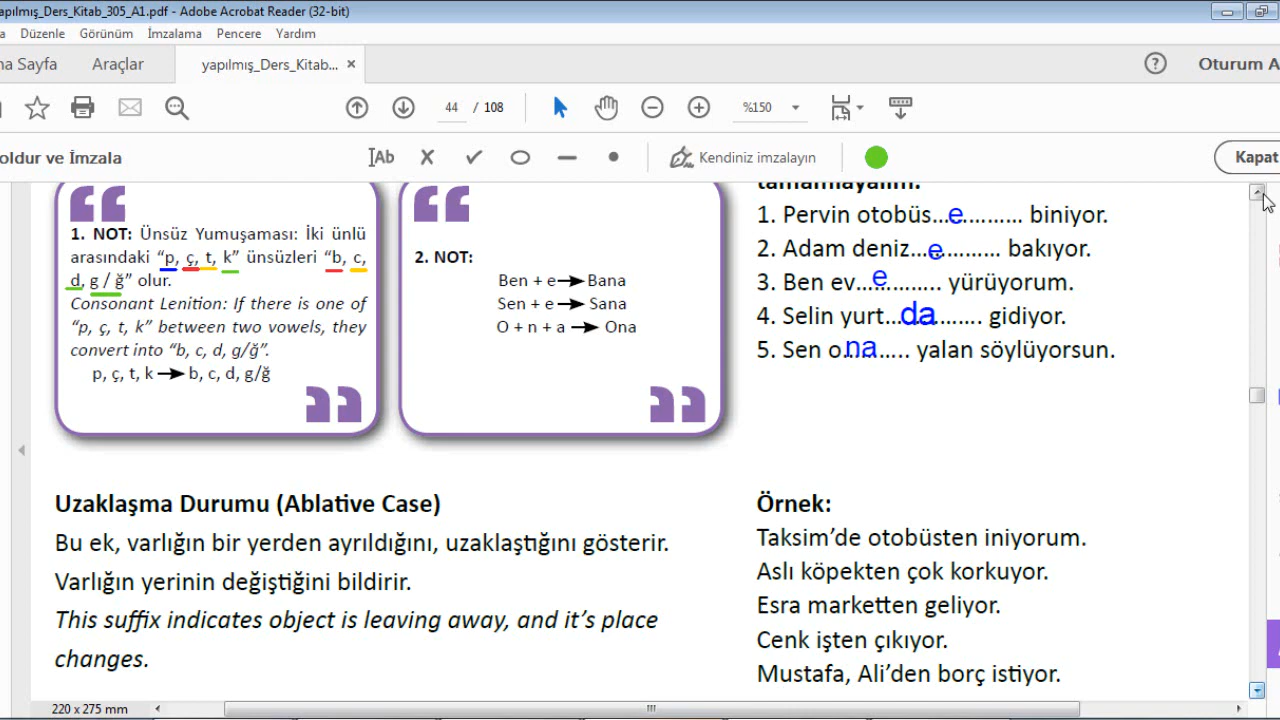 yapılmış_Ders_Kitab_305_A1.pdf - Adobe Acrobat Reader (32-bit)
Düzenle Görünüm İmzalama Pencere Yardım
na Sayfa Araçlar yapılmış_Ders_Kitab... × ? Oturum A
44 / 108 %150
oldur ve İmzala Ab Kendiniz imzalayın Kapat
1. NOT: Ünsüz Yumuşaması: İki ünlü
arasındaki “p, ç, t, k” ünsüzleri “b, c,
d, g / ğ” olur.
Consonant Lenition: If there is one of
“p, ç, t, k” between two vowels, they
convert into “b, c, d, g/ğ”.
p, ç, t, k → b, c, d, g/ğ
2. NOT:
Ben + e → Bana
Sen + e → Sana
O + n + a → Ona
tamamlayalım.
1. Pervin otobüs...e.......... biniyor.
2. Adam deniz...e........... bakıyor.
3. Ben ev...e........... yürüyorum.
4. Selin yurt...da.......... gidiyor.
5. Sen o.na...... yalan söylüyorsun.
Uzaklaşma Durumu (Ablative Case)
Bu ek, varlığın bir yerden ayrıldığını, uzaklaştığını gösterir.
Varlığın yerinin değiştiğini bildirir.
This suffix indicates object is leaving away, and it’s place
changes.
Örnek:
Taksim’de otobüsten iniyorum.
Aslı köpekten çok korkuyor.
Esra marketten geliyor.
Cenk işten çıkıyor.
Mustafa, Ali’den borç istiyor.
220 x 275 mm